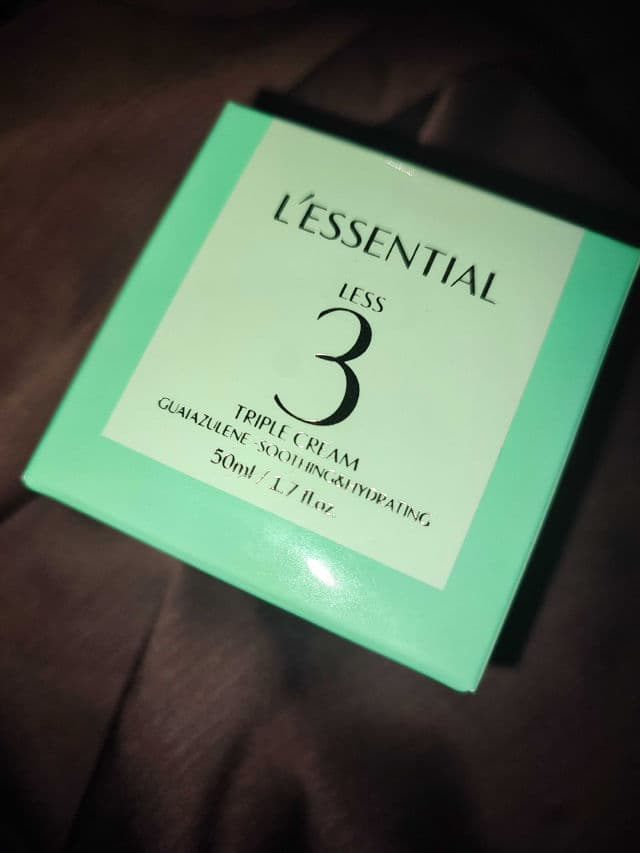 L'ESSENTIAL
LESS
3
TRIPLE CREAM
GUAIAZULENE -SOOTHING&HYDRATING
50ml / 1.7 fl.oz.